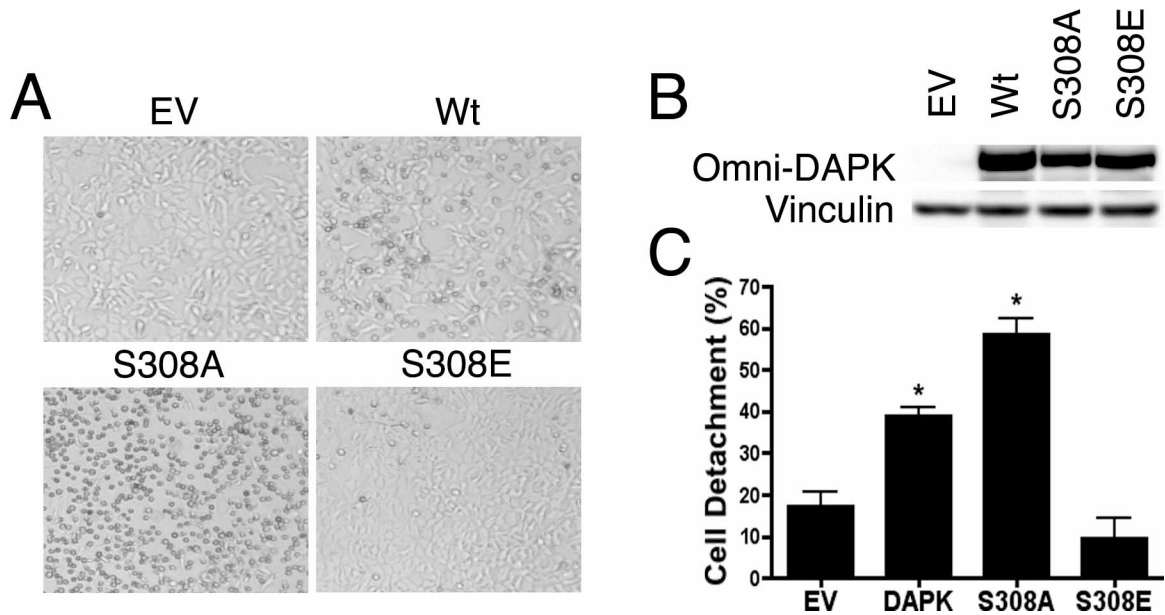 A
EV
Wt
S308A
S308E
B
EV
Wt
S308A
S308E
Omni-DAPK
Vinculin
C
Cell Detachment (%)
70
60
50
40
30
20
10
0
*
*
EV DAPK S308A S308E